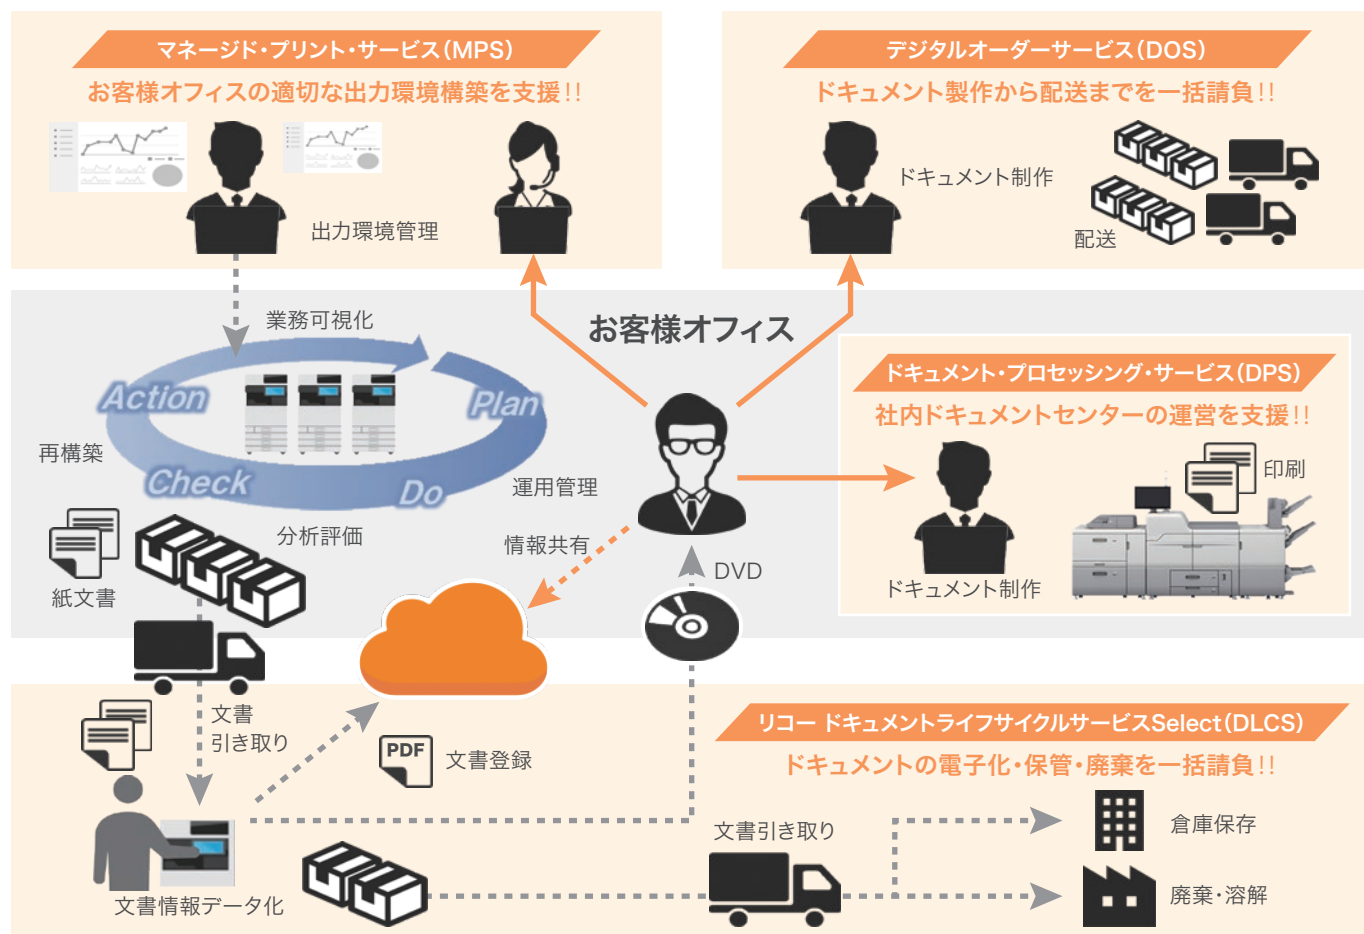 マネージド・プリント・サービス（MPS）
お客様オフィスの適切な出力環境構築を支援!!
出力環境管理
デジタルオーダーサービス（DOS）
ドキュメント製作から配送までを一括請負!!
ドキュメント制作
配送
お客様オフィス
業務可視化
Action
Plan
Check
Do
再構築
運用管理
分析評価
紙文書
情報共有
DVD
ドキュメント・プロセッシング・サービス（DPS）
社内ドキュメントセンターの運営を支援!!
印刷
ドキュメント制作
文書
引き取り
PDF
文書登録
文書情報データ化
リコー ドキュメントライフサイクルサービスSelect（DLCS）
ドキュメントの電子化・保管・廃棄を一括請負!!
文書引き取り
倉庫保存
廃棄・溶解